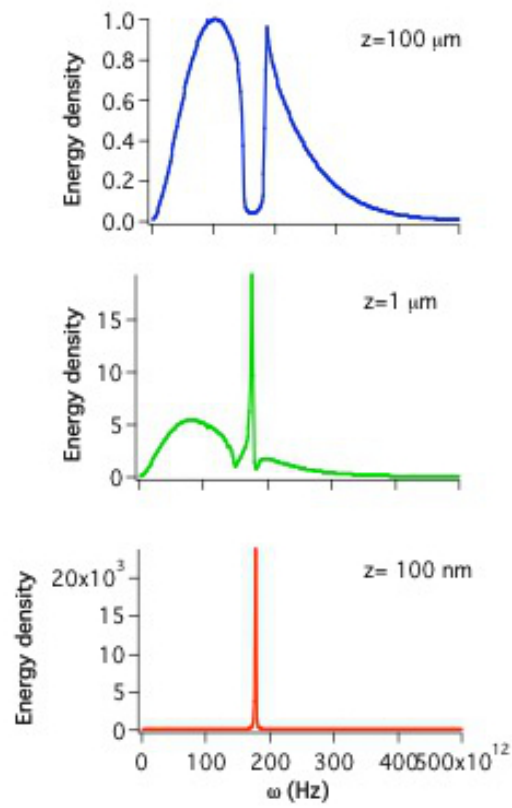 z=100 μm
Energy density
1.0
0.8
0.6
0.4
0.2
0.0
z=1 μm
Energy density
15
10
5
0
z= 100 nm
Energy density
20x10³
15
10
5
0
0 100 200 300 400500x10¹²
ω (Hz)